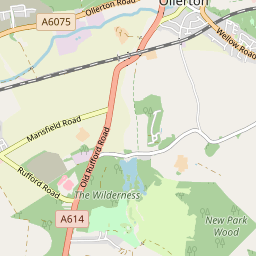 Ollerton
Ollerton Road
A6075
Wellow Road
Mansfield Road
Old Rufford Road
Rufford Road
The Wilderness
A614
New Park
Wood